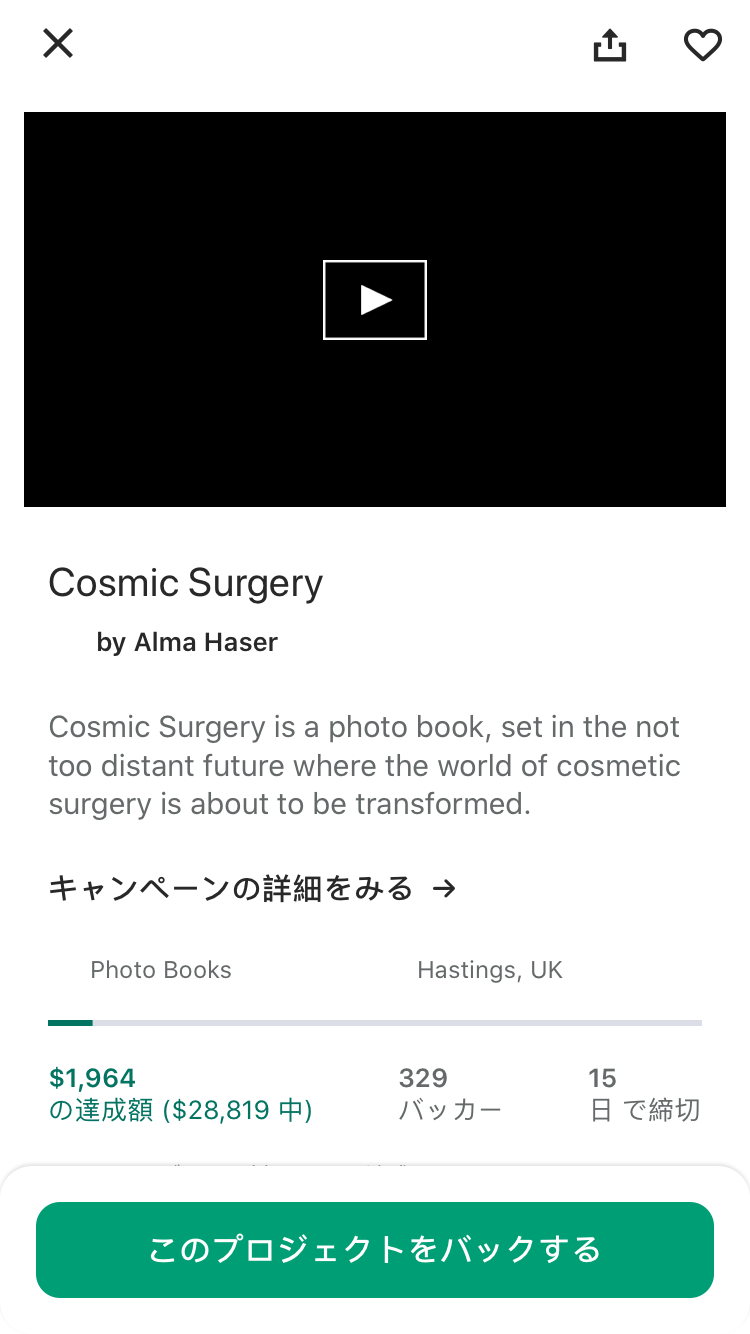 Cosmic Surgery
by Alma Haser
Cosmic Surgery is a photo book, set in the not
too distant future where the world of cosmetic
surgery is about to be transformed.
キャンペーンの詳細をみる →
Photo Books
Hastings, UK
$1,964
の達成額 ($28,819 中)
329
バッカー
15
日 で締切
このプロジェクトをバックする